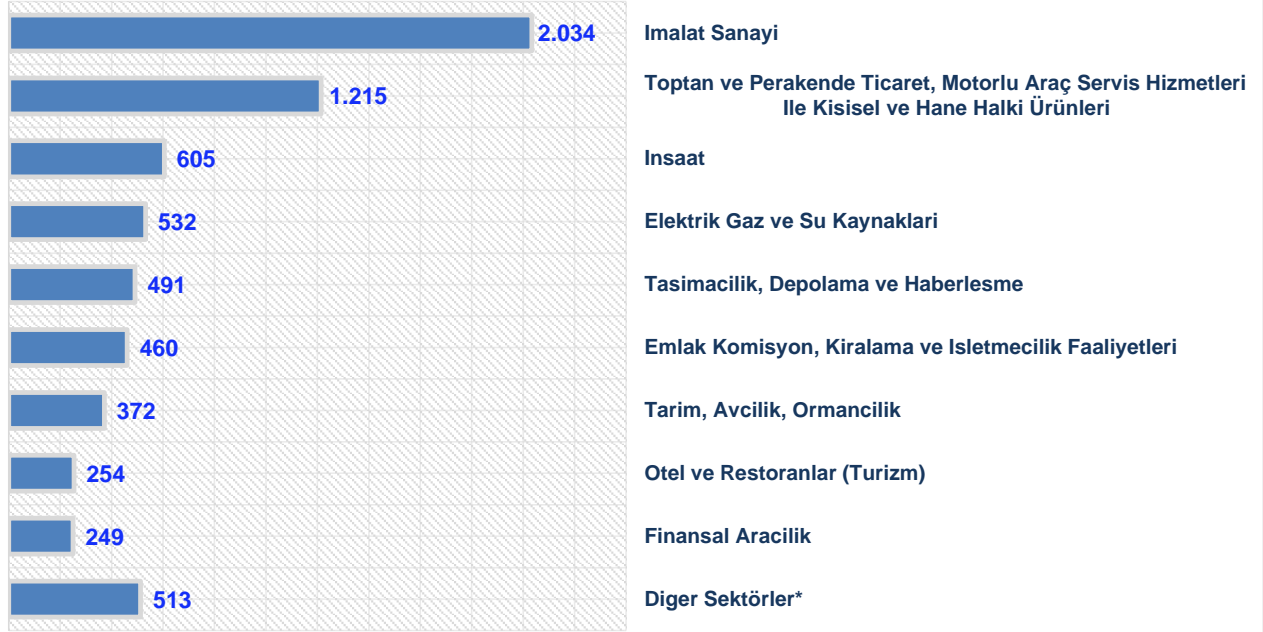 2.034 Imalat Sanayi
1.215 Toptan ve Perakende Ticaret, Motorlu Araç Servis Hizmetleri
Ile Kisisel ve Hane Halki Ürünleri
605 Insaat
532 Elektrik Gaz ve Su Kaynaklari
491 Tasimacilik, Depolama ve Haberlesme
460 Emlak Komisyon, Kiralama ve Isletmecilik Faaliyetleri
372 Tarim, Avcilik, Ormancilik
254 Otel ve Restoranlar (Turizm)
249 Finansal Aracilik
513 Diger Sektörler*